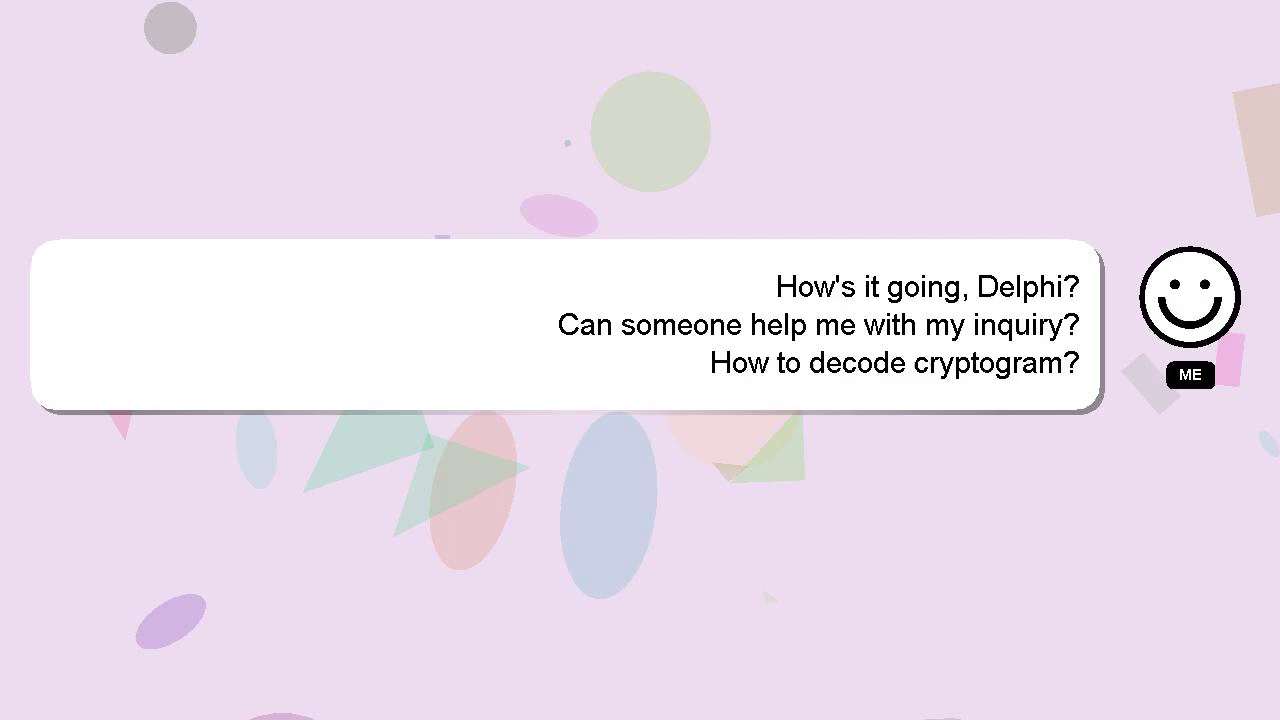 How's it going, Delphi?
Can someone help me with my inquiry?
How to decode cryptogram?
ME